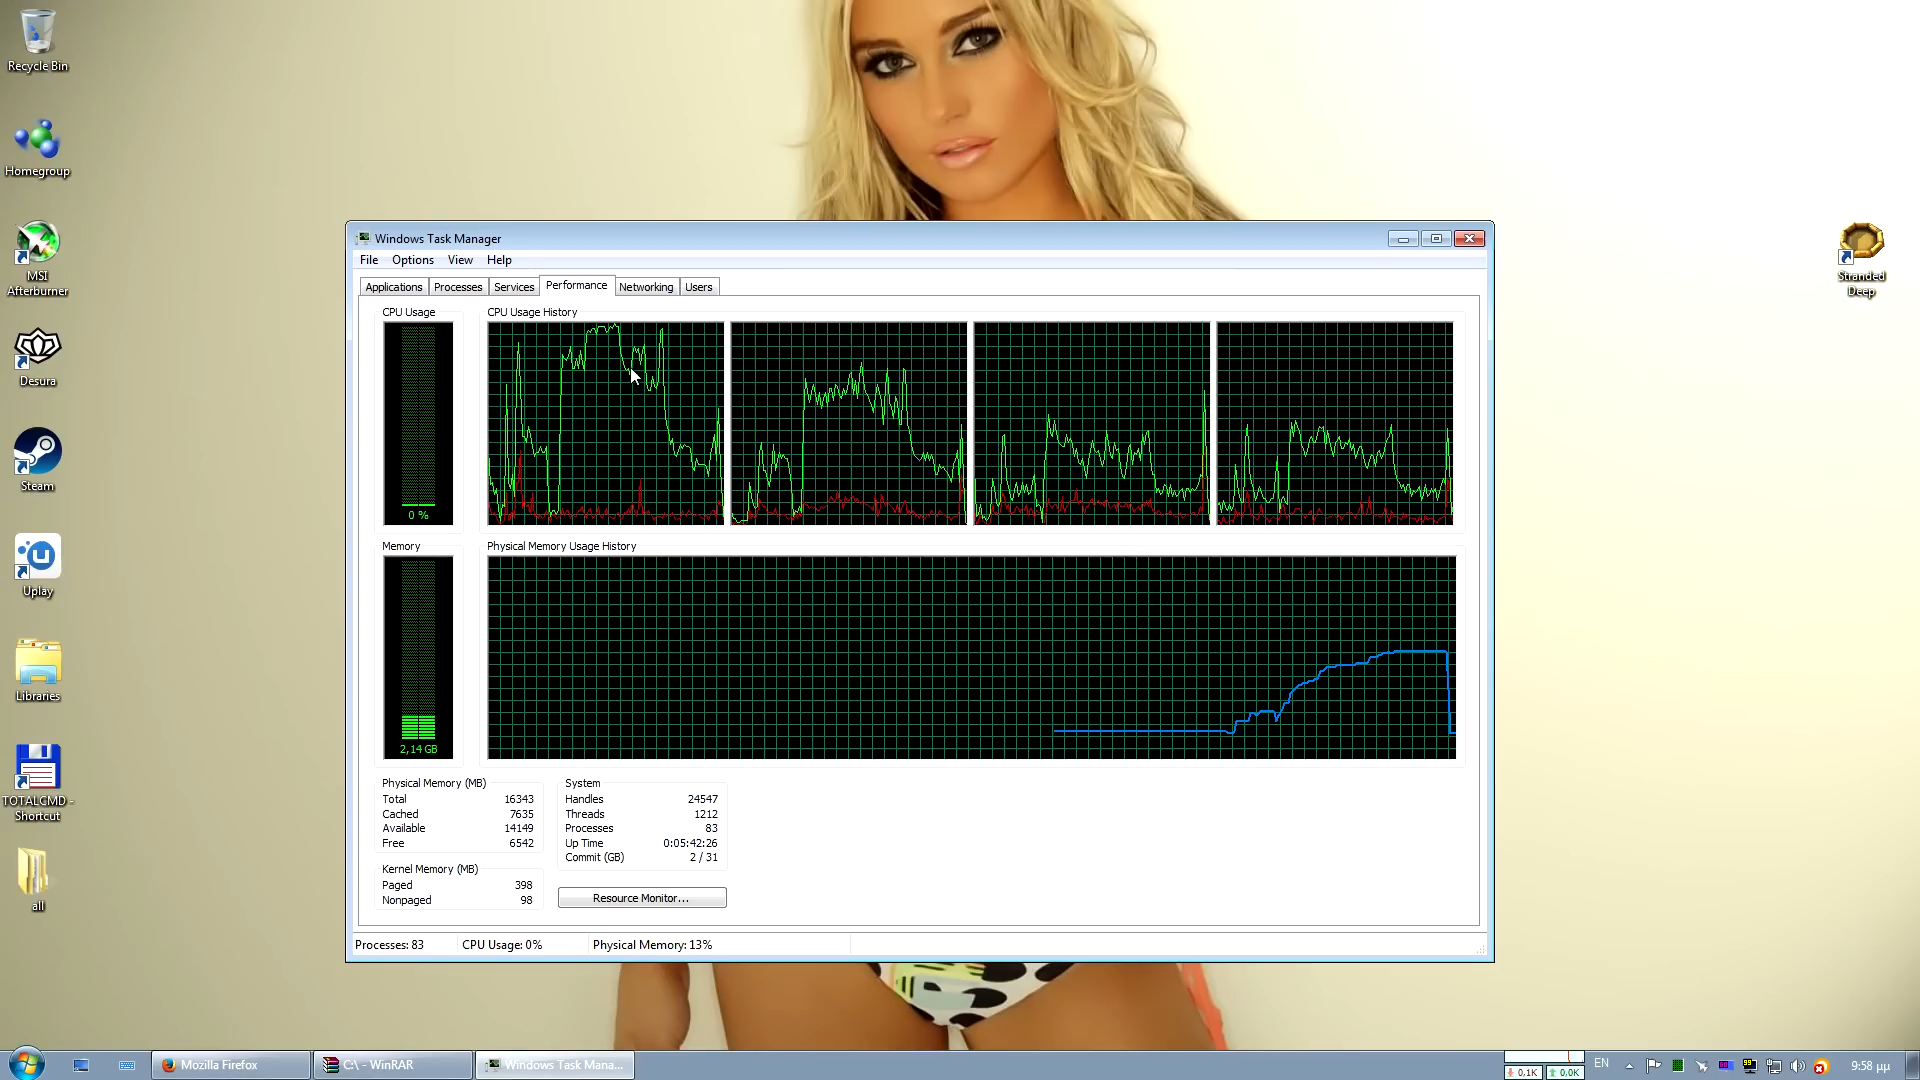 Recycle Bin
Homegroup
MSI
Afterburner
Desura
Steam
Uplay
Libraries
TOTALCMD -
Shortcut
all
Stranded
Deep
Windows Task Manager
File Options View Help
Applications Processes Services Performance Networking Users
CPU Usage CPU Usage History
0 %
Memory Physical Memory Usage History
2,14 GB
Physical Memory (MB)
Total 16343
Cached 7635
Available 14149
Free 6542
Kernel Memory (MB)
Paged 398
Nonpaged 98
System
Handles 24547
Threads 1212
Processes 83
Up Time 0:05:42:26
Commit (GB) 2 / 31
Resource Monitor...
Processes: 83 CPU Usage: 0% Physical Memory: 13%
Mozilla Firefox
C:\ - WinRAR
Windows Task Mana...
0,1K 0,0K
EN
99
9:58 μμ